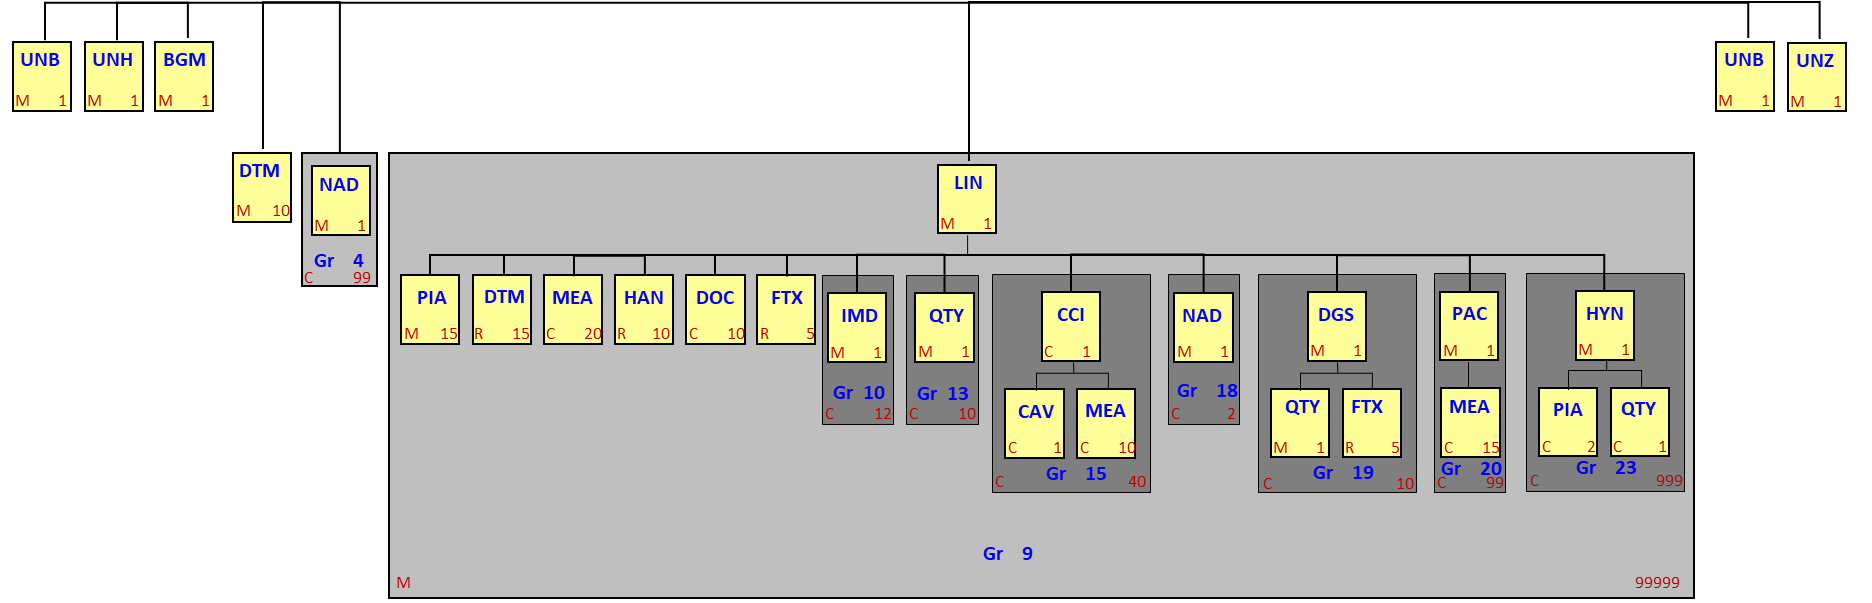 UNB UNH BGM UNB UNZ
M 1 M 1 M 1 M 1 M 1
DTM NAD LIN
M 10 M 1 M 1
Gr 4
C 99
PIA DTM MEA HAN DOC FTX IMD QTY CCI NAD DGS PAC HYN
M 15 R 15 C 20 R 10 C 10 R 5 M 1 M 1 C 1 M 1 M 1 M 1 M 1
Gr 10 Gr 13 Gr 18
C 12 C 10 C 2
CAV MEA QTY FTX MEA PIA QTY
C 1 C 10 M 1 R 5 C 15 C 2 C 1
Gr 15 Gr 19 Gr 20 Gr 23
C 40 C 10 C 99 C 999
Gr 9
M 99999